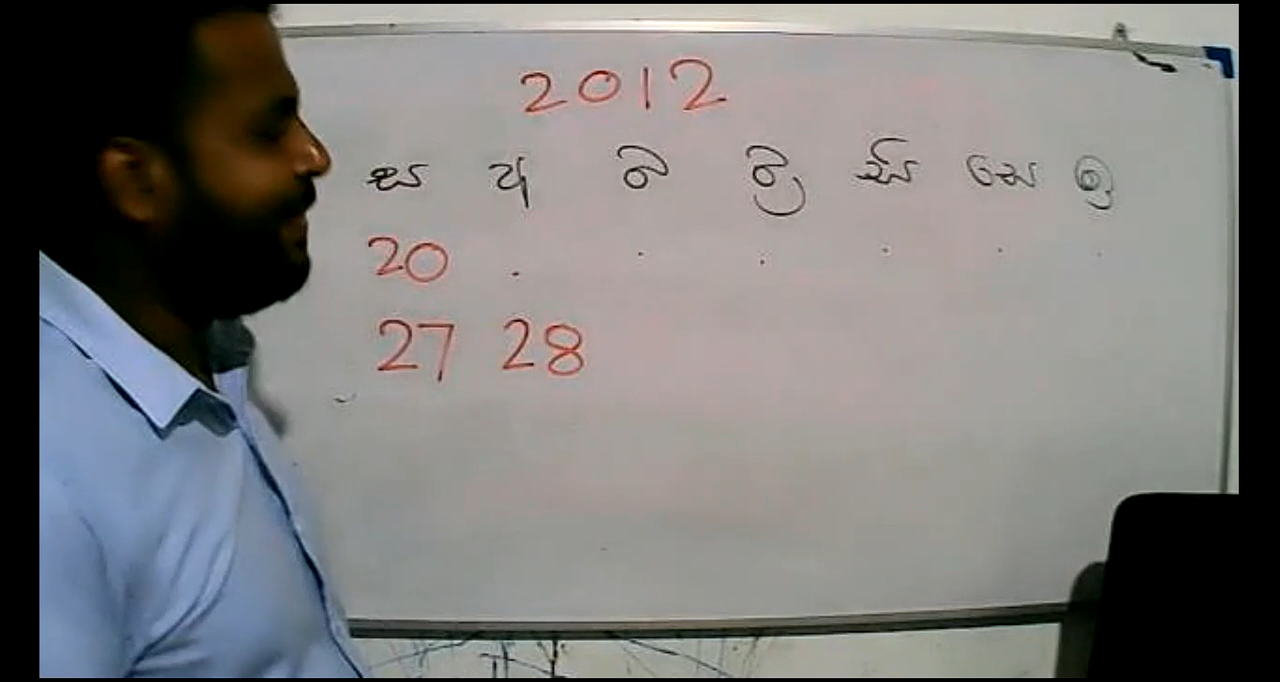 2012
ස අ බ බ්‍ර ස් සෙ ඉ
20 . . . . . .
27 28